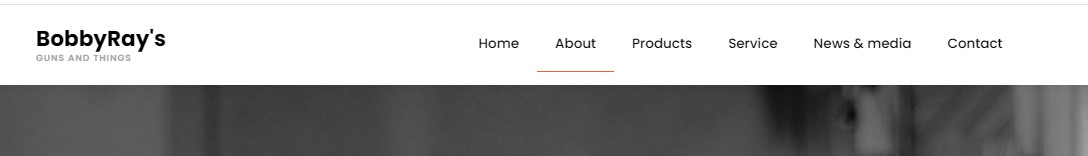 BobbyRay's
GUNS AND THINGS
Home About Products Service News & media Contact